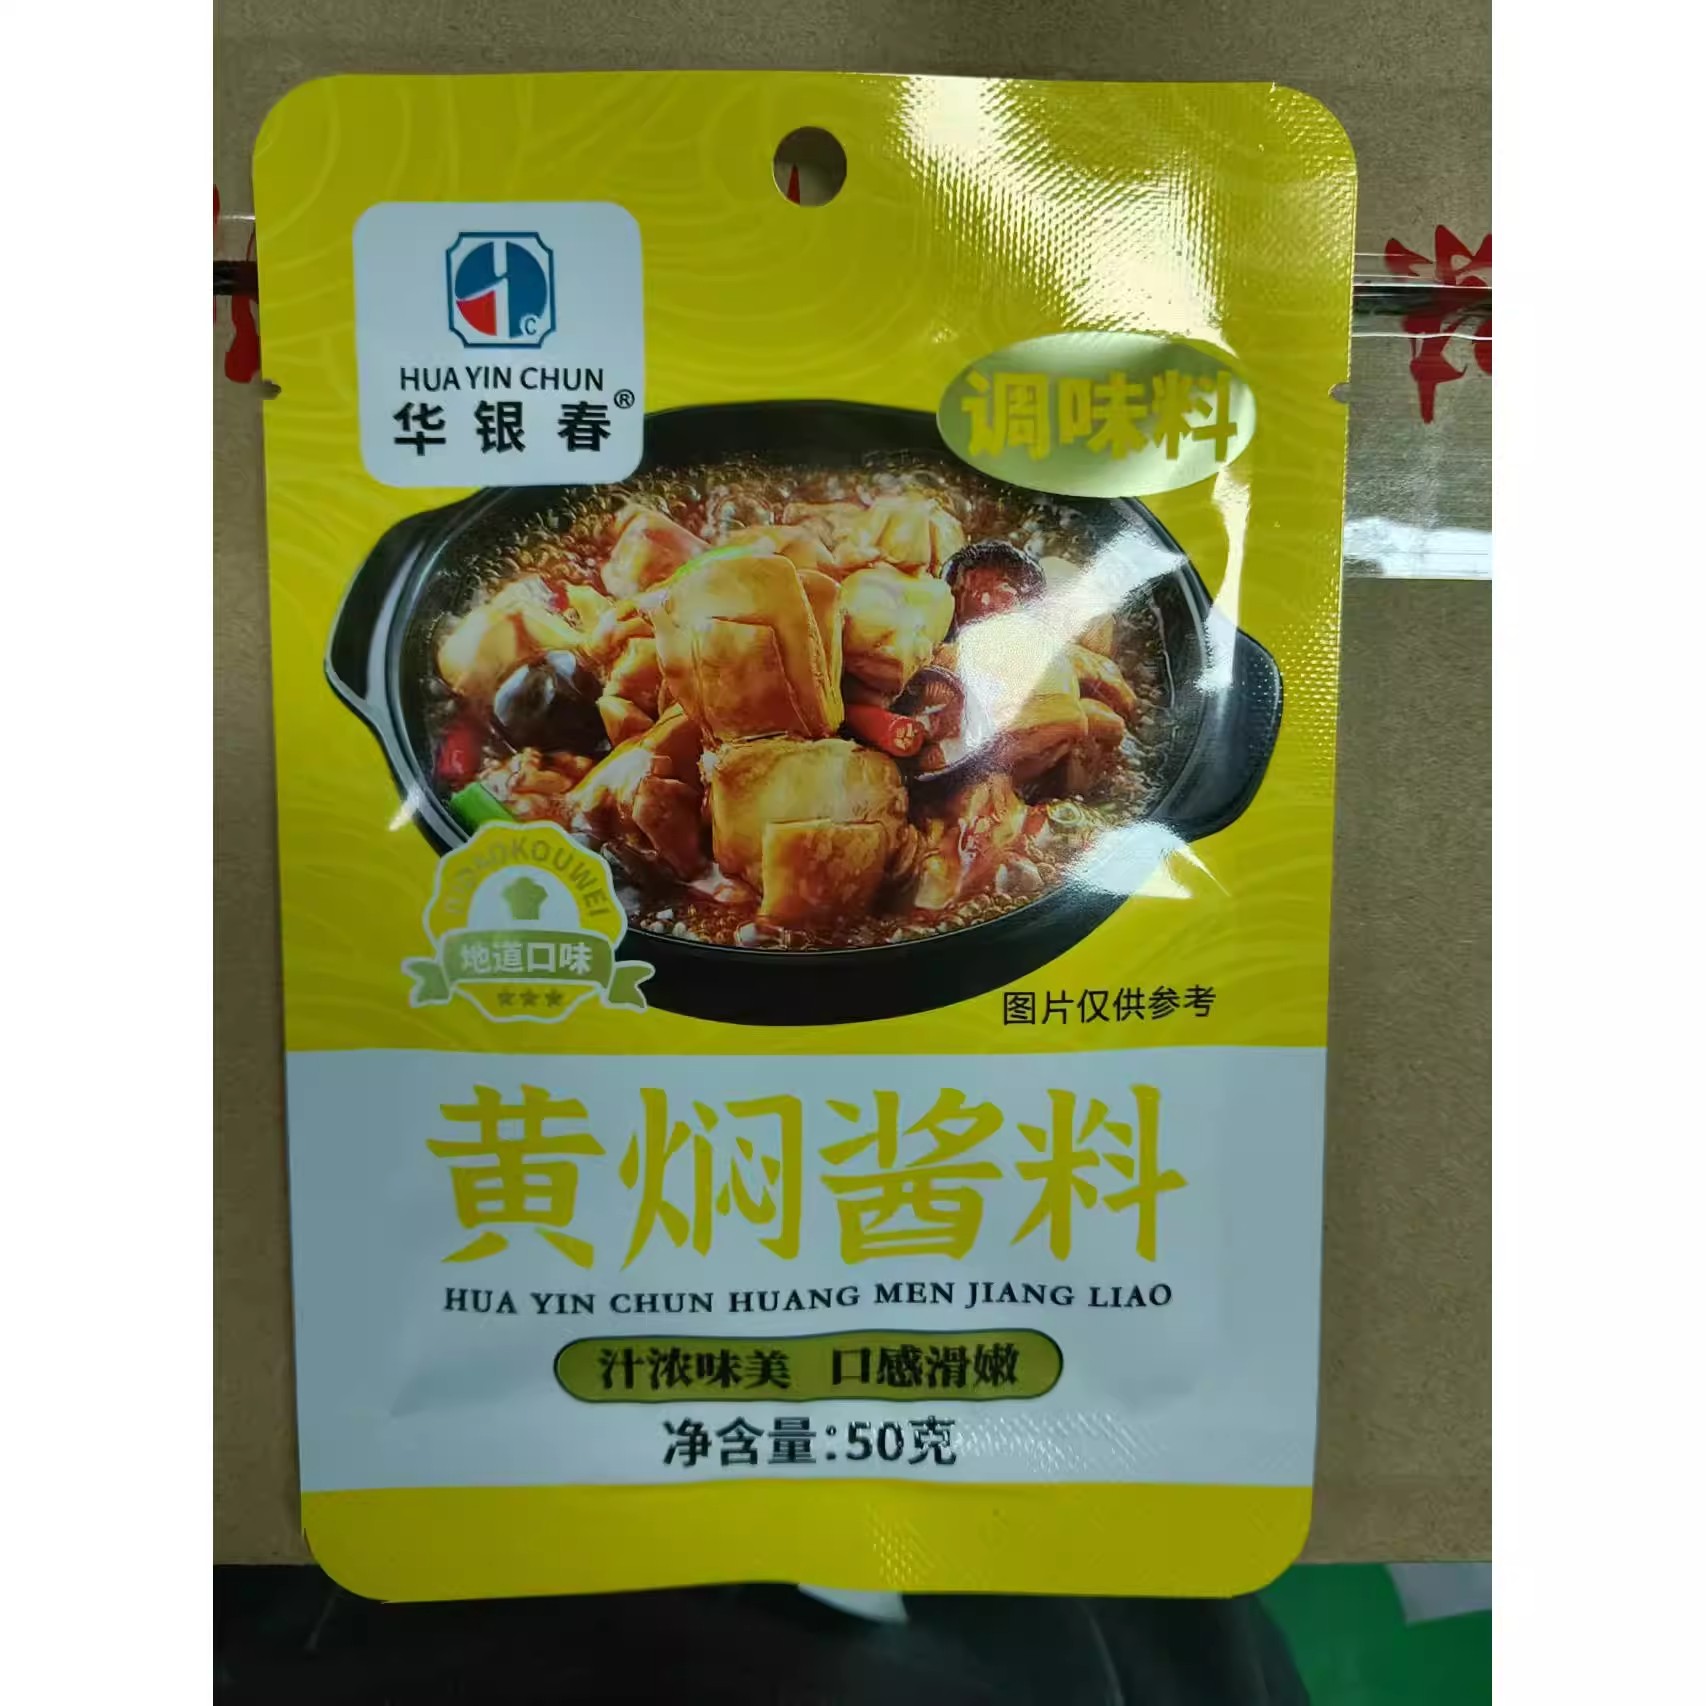 HUA YIN CHUN
华银春®
调味料
DIDAOKOUWEI
地道口味
图片仅供参考
黄焖酱料
HUA YIN CHUN HUANG MEN JIANG LIAO
汁浓味美 口感滑嫩
净含量:50克